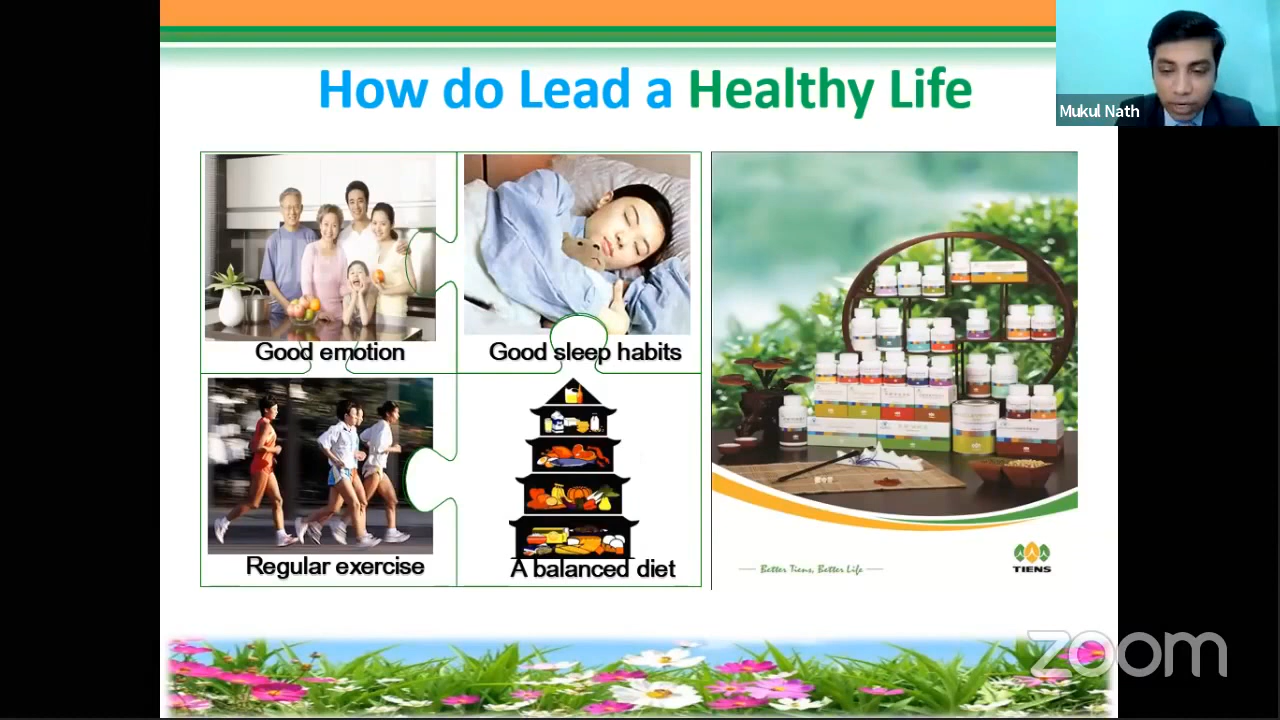 How do Lead a Healthy Life
Mukul Nath
Good emotion
Good sleep habits
Regular exercise
A balanced diet
Better Tiens, Better Life
TIENS
zoom